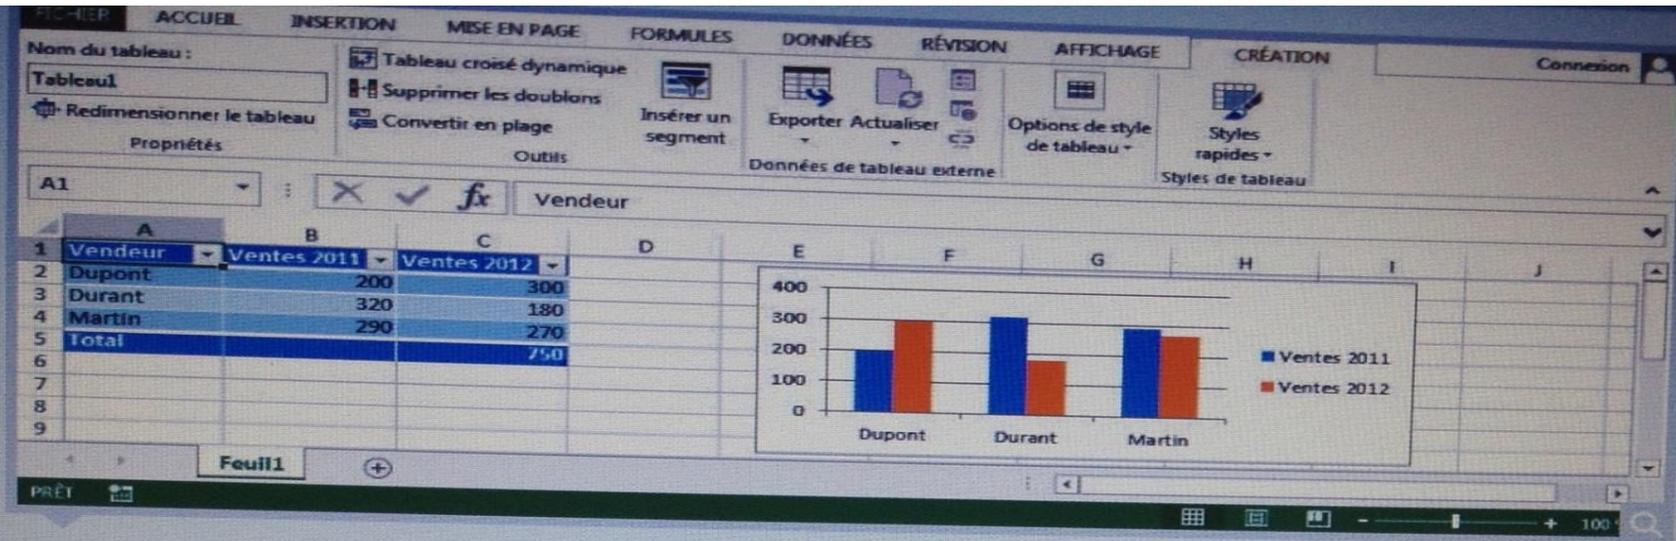 FICHIER ACCUEIL INSERTION MISE EN PAGE FORMULES DONNÉES RÉVISION AFFICHAGE CRÉATION Connexion
Nom du tableau :
Tableau1
Redimensionner le tableau
Propriétés
Tableau croisé dynamique
Supprimer les doublons
Convertir en plage
Outils
Insérer un
segment
Exporter Actualiser
Données de tableau externe
Options de style
de tableau
Styles
rapides
Styles de tableau
A1 fx Vendeur
A B C D E F G H I J
1 Vendeur Ventes 2011 Ventes 2012
2 Dupont 200 300
3 Durant 320 180
4 Martin 290 270
5 Total 750
6
7
8
9
400
300
200
100
0
Dupont Durant Martin
Ventes 2011
Ventes 2012
Feuil1
PRÊT
100